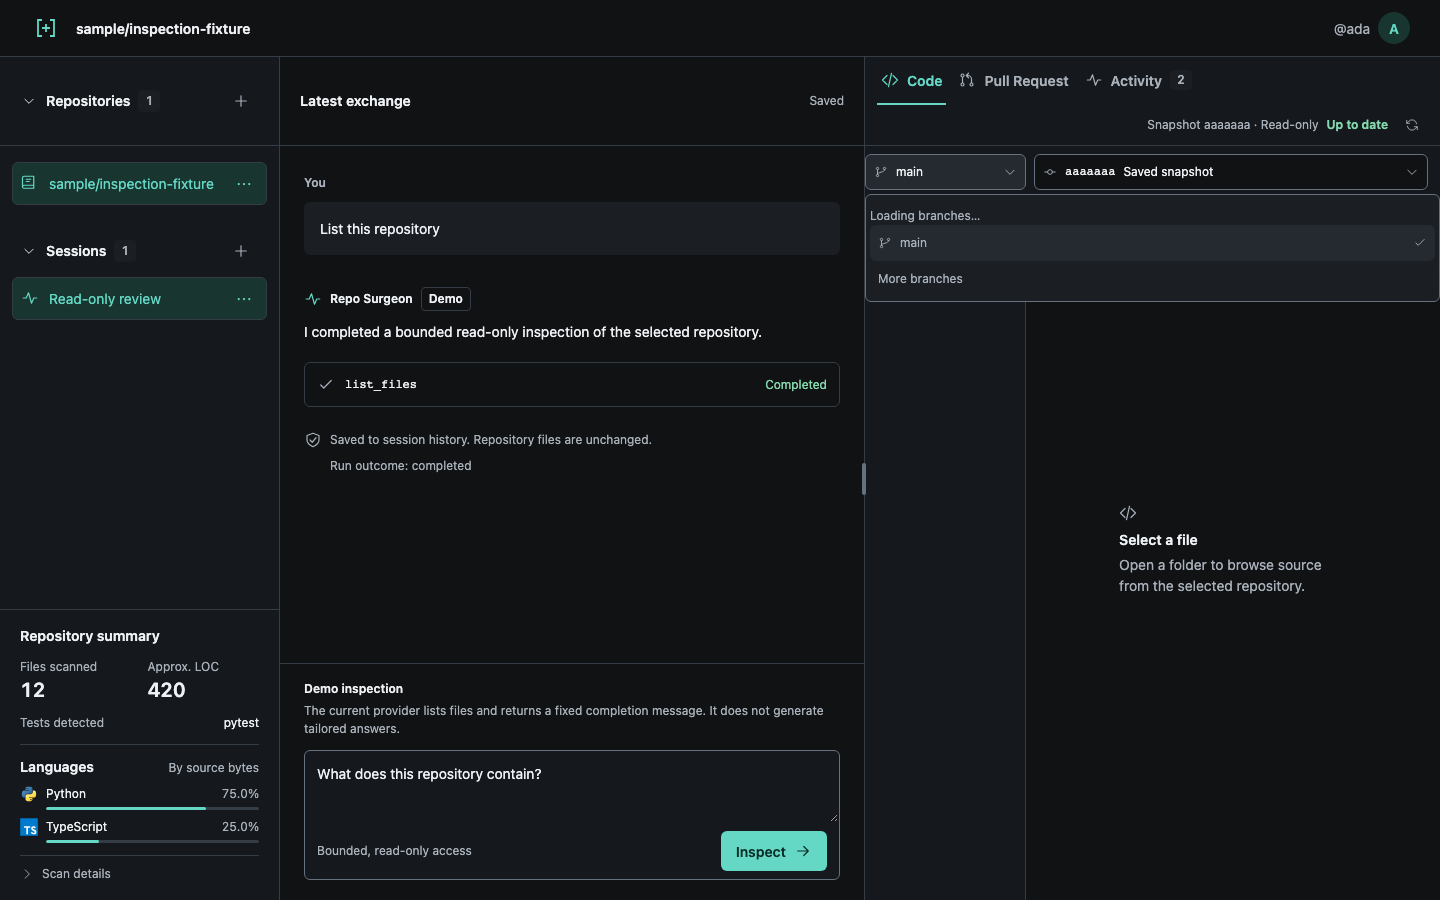 [+] sample/inspection-fixture
@ada A
Repositories 1
sample/inspection-fixture
Sessions 1
Read-only review
Repository summary
Files scanned Approx. LOC
12 420
Tests detected pytest
Languages By source bytes
Python 75.0%
TS TypeScript 25.0%
Scan details
Latest exchange Saved
You
List this repository
Repo Surgeon Demo
I completed a bounded read-only inspection of the selected repository.
list_files Completed
Saved to session history. Repository files are unchanged.
Run outcome: completed
Demo inspection
The current provider lists files and returns a fixed completion message. It does not generate
tailored answers.
What does this repository contain?
Bounded, read-only access Inspect
Code Pull Request Activity 2
Snapshot aaaaaaa · Read-only Up to date
main aaaaaaa Saved snapshot
Loading branches...
main
More branches
Select a file
Open a folder to browse source
from the selected repository.